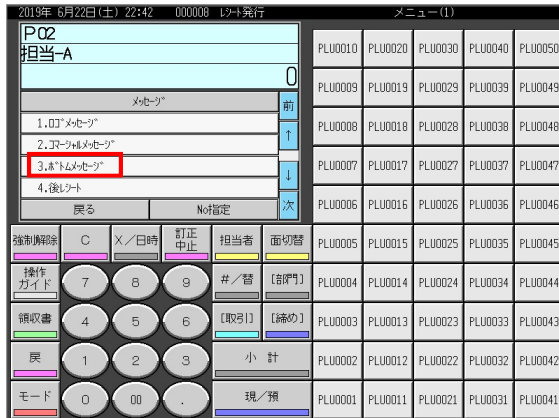 2019年 6月22日(土) 22:42 000008 レシート発行 メニュー(1)
P02
担当-A
0
メッセージ
前
1.ロゴメッセージ
↑
2.コマーシャルメッセージ
3.ボトムメッセージ
↓
4.後レシート
戻る No指定 次
強制解除 C X/日時 訂正中止 担当者 面切替
操作ガイド 7 8 9 #/替 [部門]
領収書 4 5 6 [取引] [締め]
戻 1 2 3 小 計
モード 0 00 . 現/預
PLU0010 PLU0020 PLU0030 PLU0040 PLU0050
PLU0009 PLU0019 PLU0029 PLU0039 PLU0049
PLU0008 PLU0018 PLU0028 PLU0038 PLU0048
PLU0007 PLU0017 PLU0027 PLU0037 PLU0047
PLU0006 PLU0016 PLU0026 PLU0036 PLU0046
PLU0005 PLU0015 PLU0025 PLU0035 PLU0045
PLU0004 PLU0014 PLU0024 PLU0034 PLU0044
PLU0003 PLU0013 PLU0023 PLU0033 PLU0043
PLU0002 PLU0012 PLU0022 PLU0032 PLU0042
PLU0001 PLU0011 PLU0021 PLU0031 PLU0041